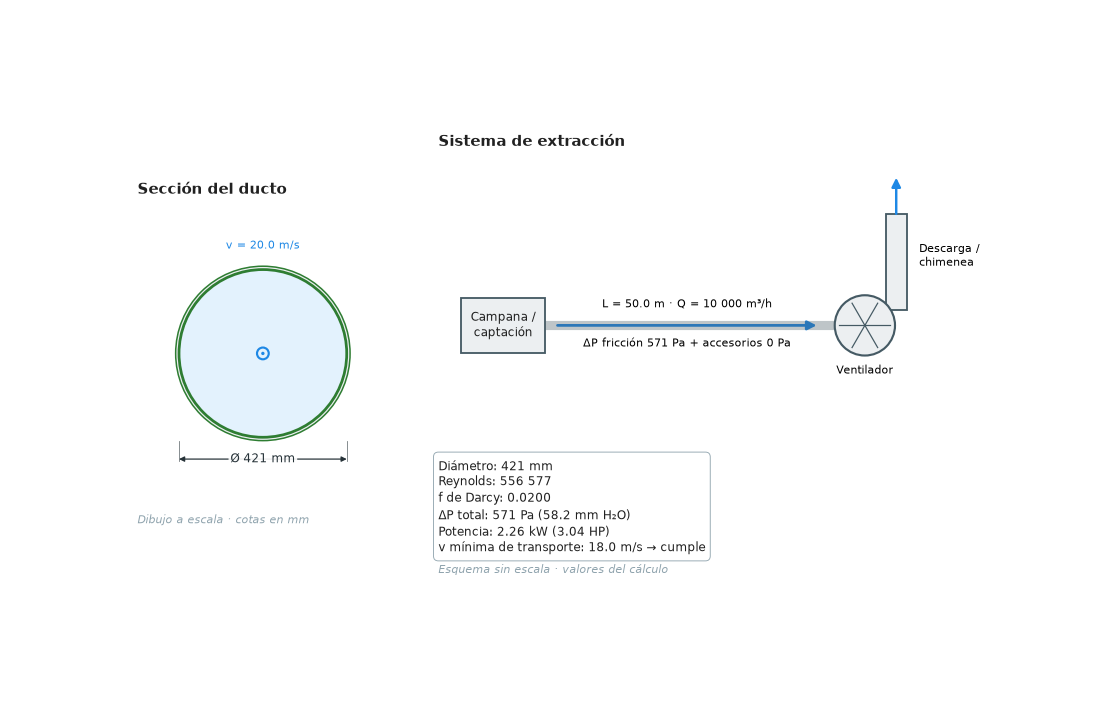 Sistema de extracción
Sección del ducto
v = 20.0 m/s
Descarga /
chimenea
L = 50.0 m · Q = 10 000 m³/h
Campana /
captación
ΔP fricción 571 Pa + accesorios 0 Pa
Ventilador
Ø 421 mm
Diámetro: 421 mm
Reynolds: 556 577
f de Darcy: 0.0200
ΔP total: 571 Pa (58.2 mm H₂O)
Potencia: 2.26 kW (3.04 HP)
v mínima de transporte: 18.0 m/s → cumple
Dibujo a escala · cotas en mm
Esquema sin escala · valores del cálculo